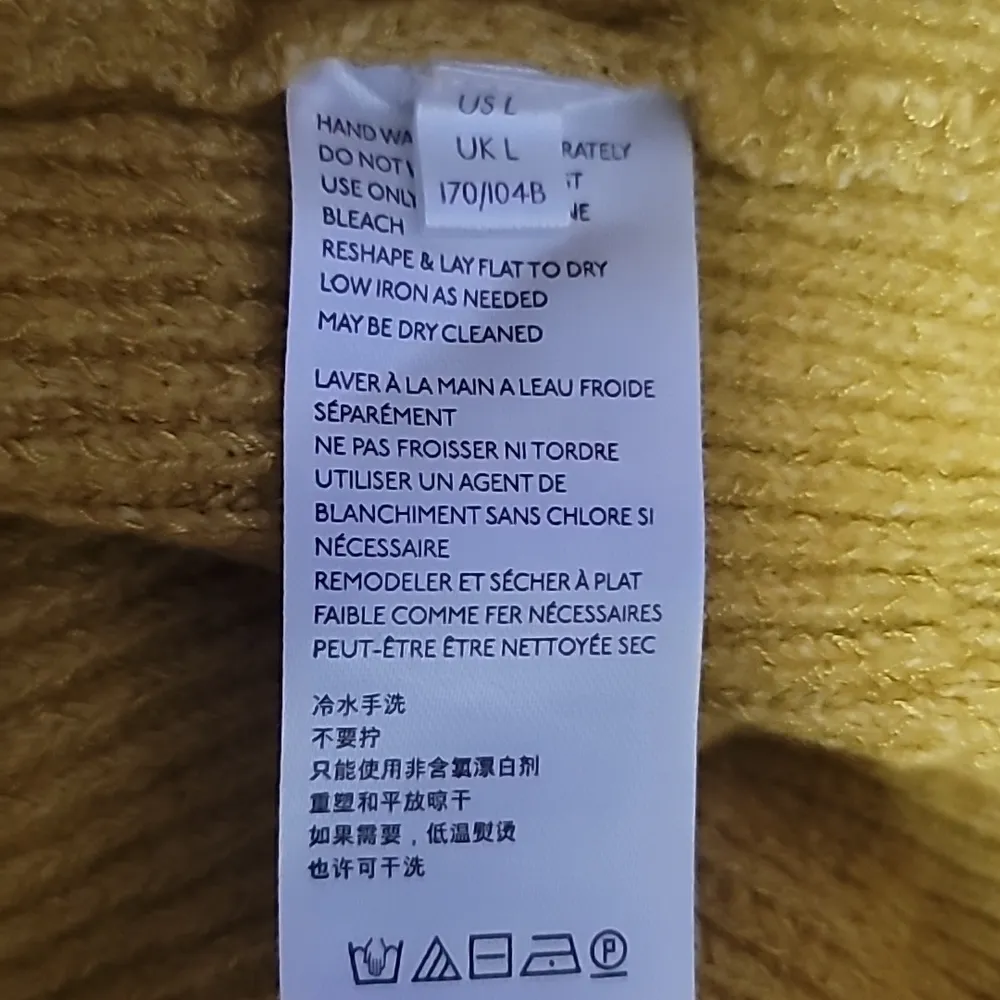 US L
UK L
170/104B
HAND WA RATELY
DO NOT
USE ONLY
BLEACH
RESHAPE & LAY FLAT TO DRY
LOW IRON AS NEEDED
MAY BE DRY CLEANED
LAVER À LA MAIN A LEAU FROIDE
SÉPARÉMENT
NE PAS FROISSER NI TORDRE
UTILISER UN AGENT DE
BLANCHIMENT SANS CHLORE SI
NÉCESSAIRE
REMODELER ET SÉCHER À PLAT
FAIBLE COMME FER NÉCESSAIRES
PEUT-ÊTRE ÊTRE NETTOYÉE SEC
冷水手洗
不要拧
只能使用非含氯漂白剂
重塑和平放晾干
如果需要，低温熨烫
也许可干洗
P